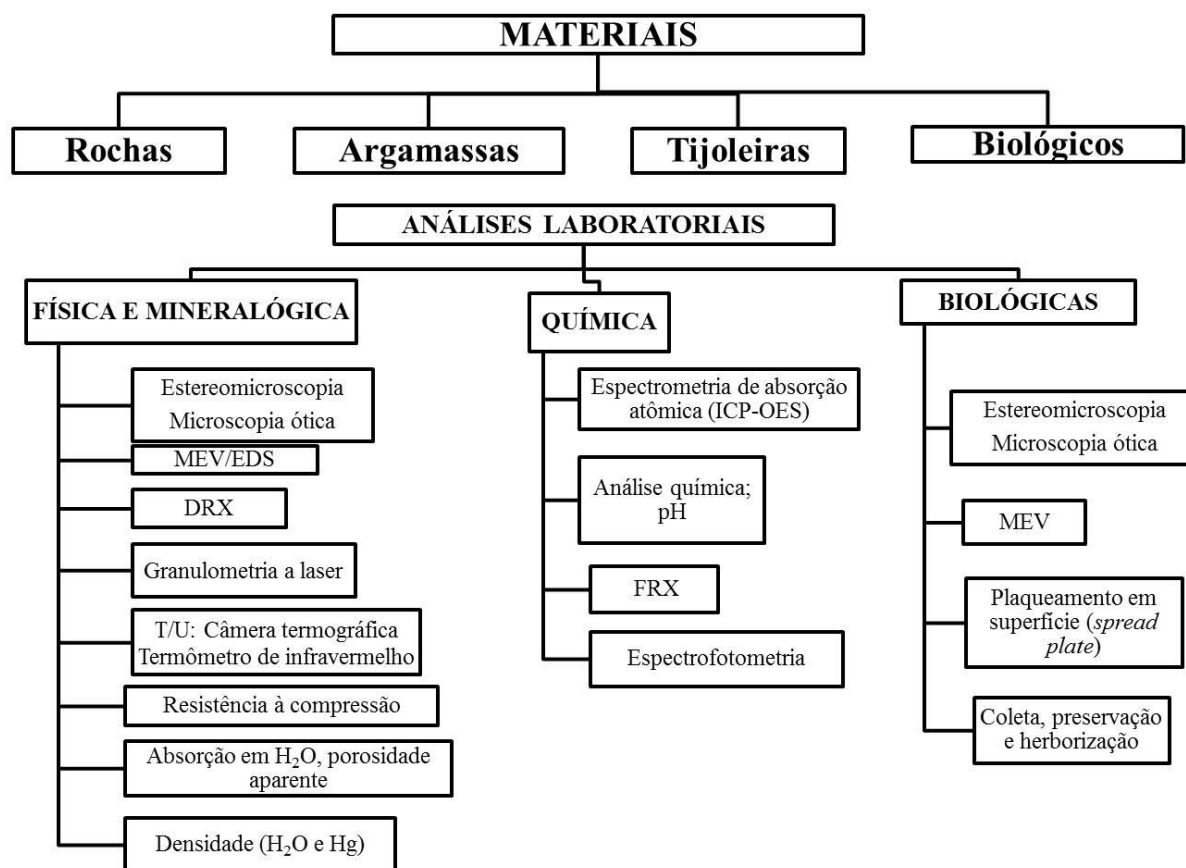 MATERIAIS
Rochas
Argamassas
Tijoleiras
Biológicos
ANÁLISES LABORATORIAIS
FÍSICA E MINERALÓGICA
Estereomicroscopia
Microscopia ótica
MEV/EDS
DRX
Granulometria a laser
T/U: Câmera termográfica
Termômetro de infravermelho
Resistência à compressão
Absorção em H₂O, porosidade
aparente
Densidade (H₂O e Hg)
QUÍMICA
Espectrometria de absorção
atômica (ICP-OES)
Análise química;
pH
FRX
Espectrofotometria
BIOLÓGICAS
Estereomicroscopia
Microscopia ótica
MEV
Plaqueamento em
superfície (spread
plate)
Coleta, preservação
e herborização